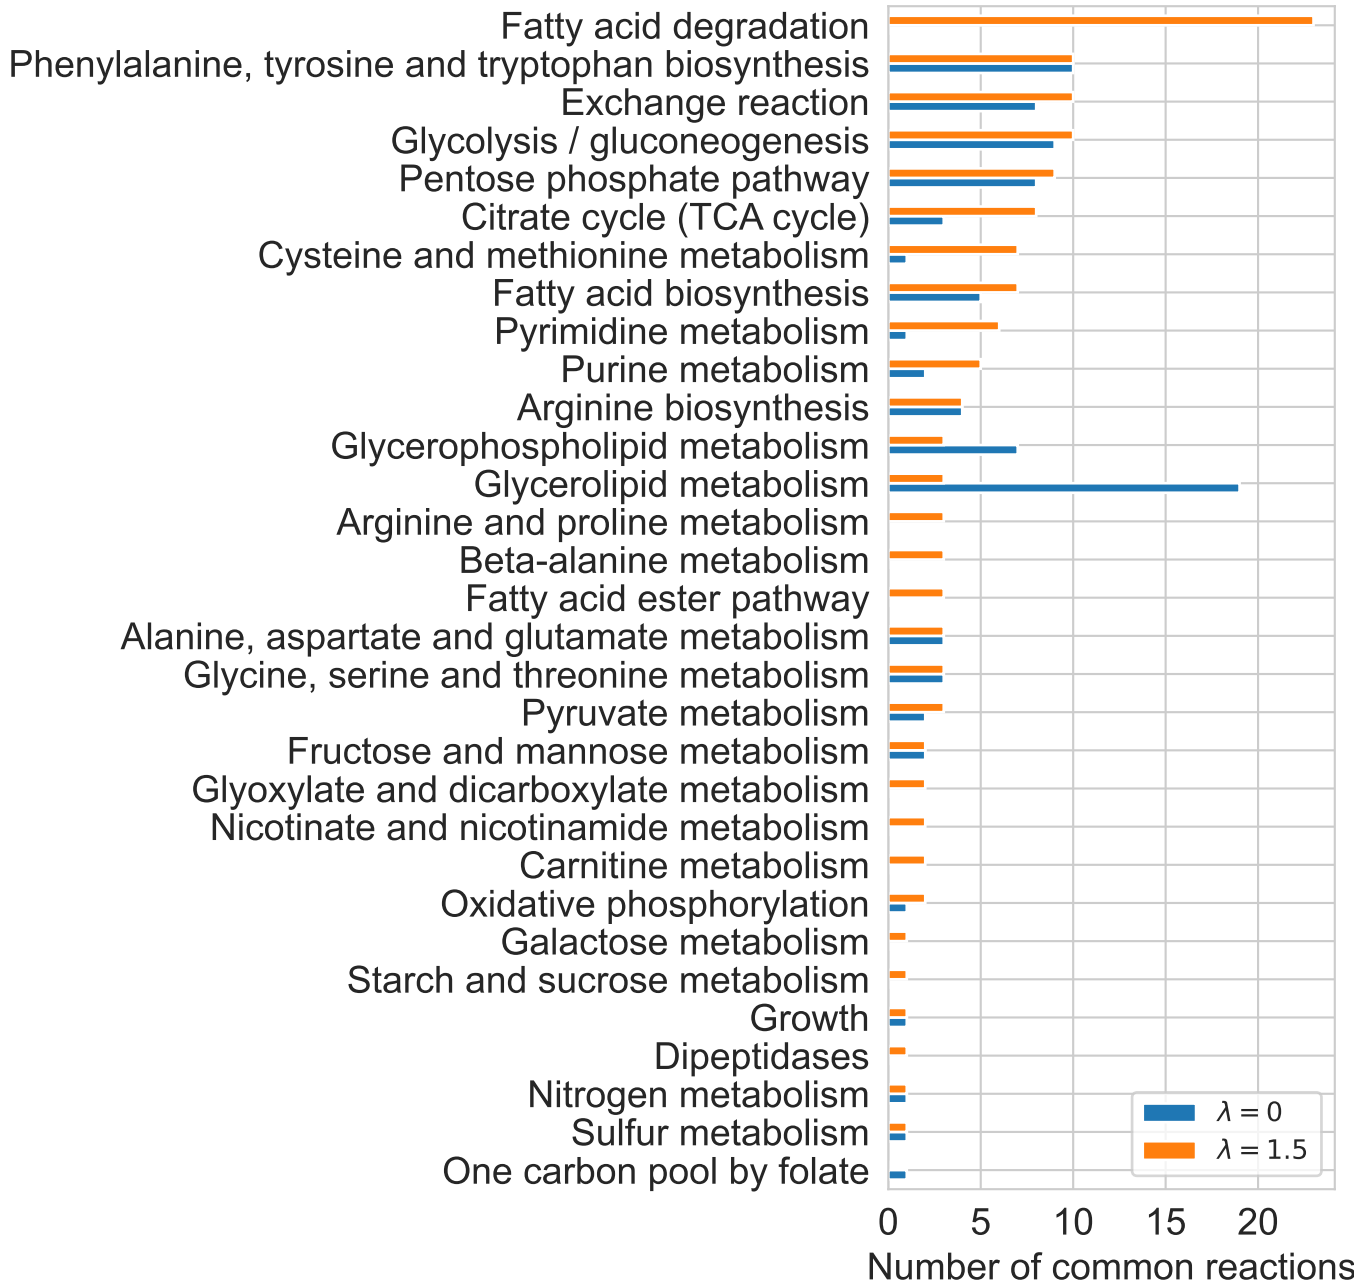 Fatty acid degradation
Phenylalanine, tyrosine and tryptophan biosynthesis
Exchange reaction
Glycolysis / gluconeogenesis
Pentose phosphate pathway
Citrate cycle (TCA cycle)
Cysteine and methionine metabolism
Fatty acid biosynthesis
Pyrimidine metabolism
Purine metabolism
Arginine biosynthesis
Glycerophospholipid metabolism
Glycerolipid metabolism
Arginine and proline metabolism
Beta-alanine metabolism
Fatty acid ester pathway
Alanine, aspartate and glutamate metabolism
Glycine, serine and threonine metabolism
Pyruvate metabolism
Fructose and mannose metabolism
Glyoxylate and dicarboxylate metabolism
Nicotinate and nicotinamide metabolism
Carnitine metabolism
Oxidative phosphorylation
Galactose metabolism
Starch and sucrose metabolism
Growth
Dipeptidases
Nitrogen metabolism
Sulfur metabolism
One carbon pool by folate
λ = 0
λ = 1.5
0 5 10 15 20
Number of common reactions